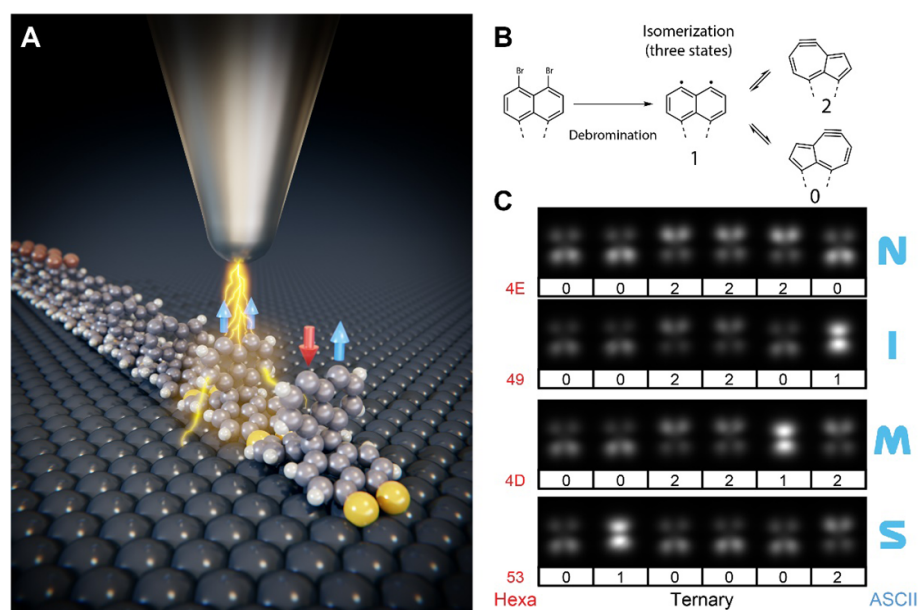 A
B
Isomerization
(three states)
Br Br
Debromination
1
2
0
C
4E 0 0 2 2 2 0 N
49 0 0 2 2 0 1 I
4D 0 0 2 2 1 2 M
53 0 1 0 0 0 2 S
Hexa Ternary ASCII